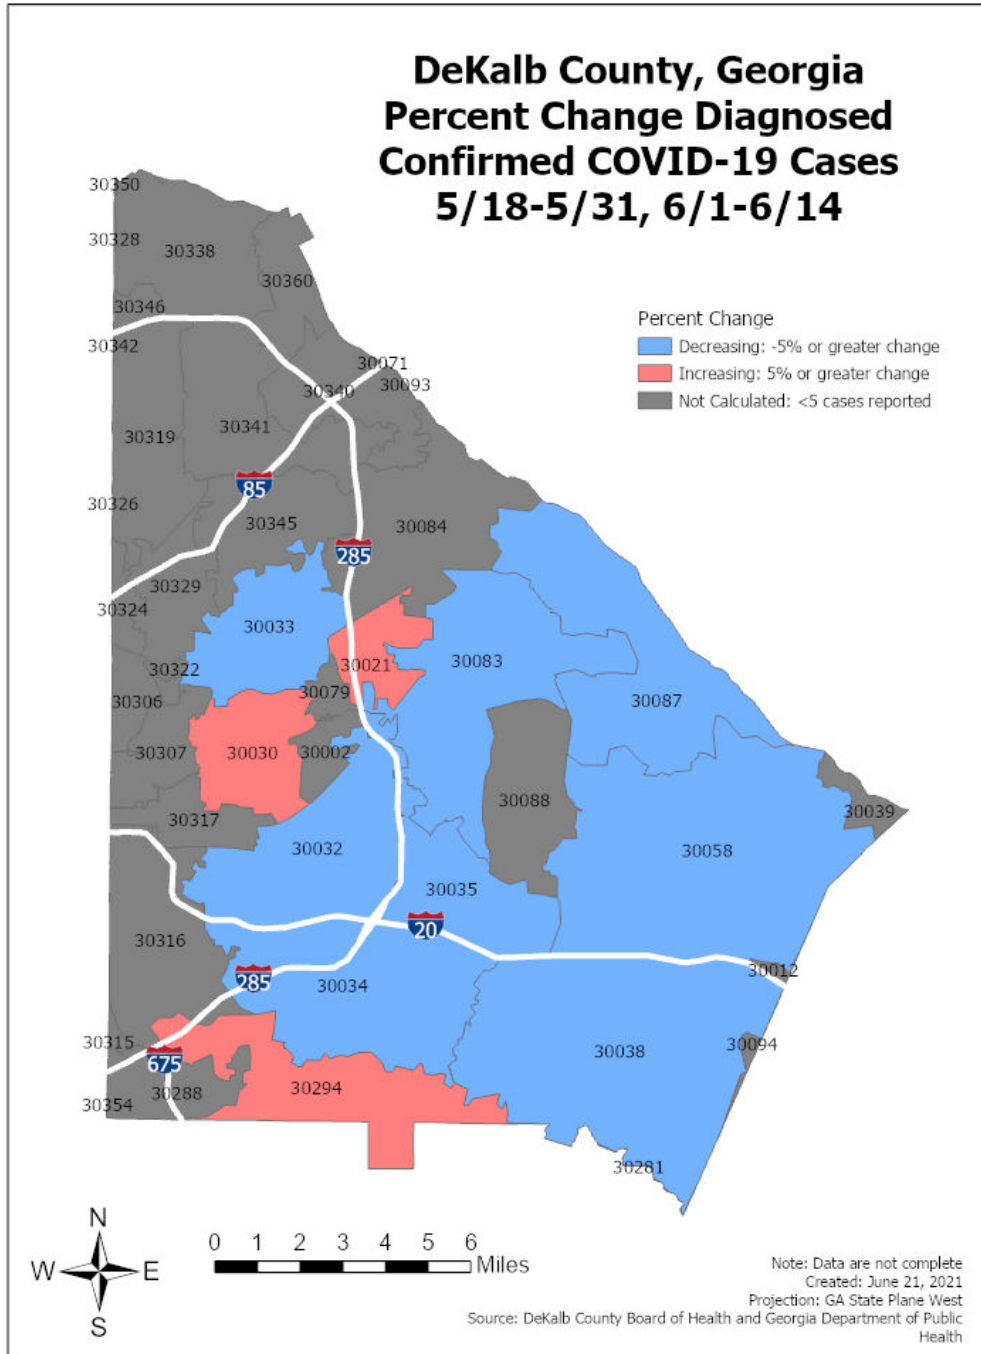 DeKalb County, Georgia
Percent Change Diagnosed
Confirmed COVID-19 Cases
5/18-5/31, 6/1-6/14
Percent Change
Decreasing: -5% or greater change
Increasing: 5% or greater change
Not Calculated: <5 cases reported
30350
30328
30338
30360
30346
30342
30071
30340
30093
30319
30341
85
30326
30345
30084
285
30329
30324
30033
30021
30083
30322
30079
30306
30087
30307
30030
30002
30088
30039
30317
30032
30058
30035
20
30316
30012
285
30034
30315
675
30038
30094
30288
30294
30354
30281
N
W E
S
0 1 2 3 4 5 6
Miles
Note: Data are not complete
Created: June 21, 2021
Projection: GA State Plane West
Source: DeKalb County Board of Health and Georgia Department of Public
Health